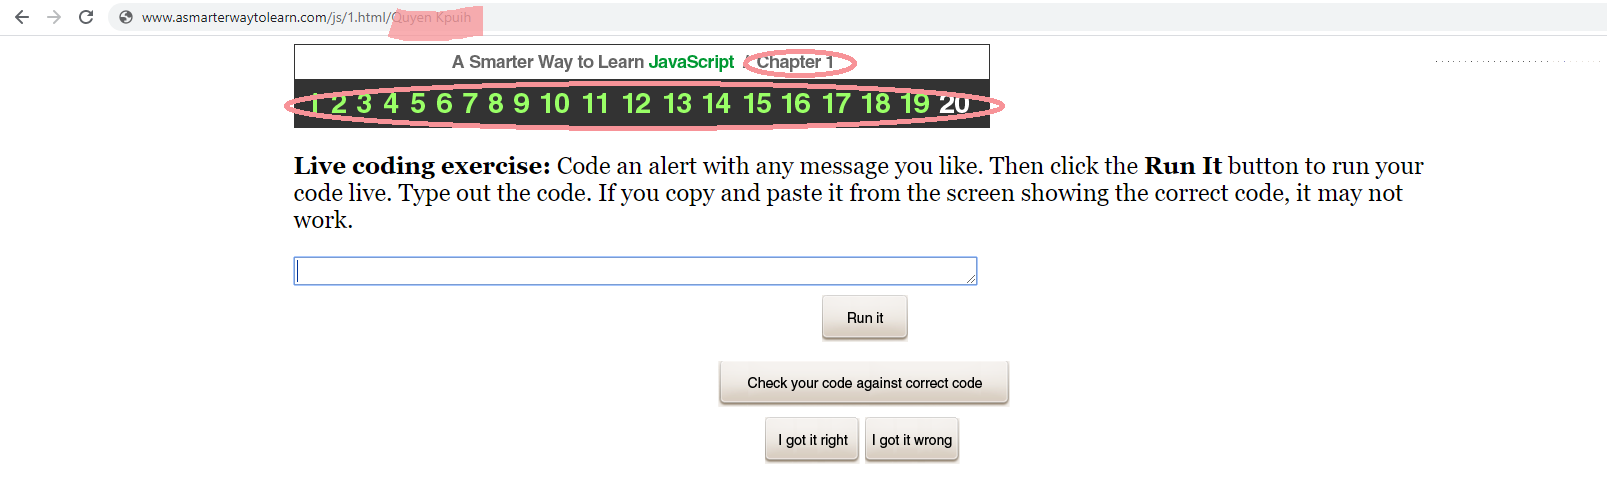 www.asmarterwaytolearn.com/js/1.html/Quyen Kpuih
A Smarter Way to Learn JavaScript / Chapter 1
1 2 3 4 5 6 7 8 9 10 11 12 13 14 15 16 17 18 19 20
Live coding exercise: Code an alert with any message you like. Then click the Run It button to run your
code live. Type out the code. If you copy and paste it from the screen showing the correct code, it may not
work.
Run it
Check your code against correct code
I got it right I got it wrong